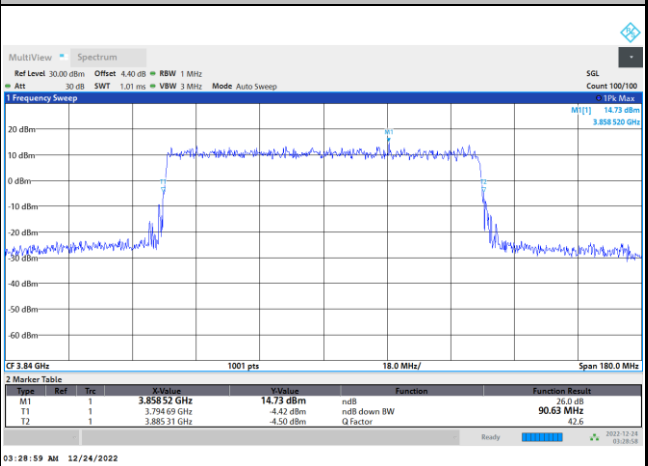 MultiView Spectrum
Ref Level 30.00 dBm Offset 4.40 dB RBW 1 MHz SGL
Att 30 dB SWT 1.01 ms VBW 3 MHz Mode Auto Sweep Count 100/100
1 Frequency Sweep 1Pk Max
M1[1] 14.73 dBm
3.858 520 GHz
M1
20 dBm
10 dBm
T1 T2
0 dBm
-10 dBm
-20 dBm
-30 dBm
-40 dBm
-50 dBm
-60 dBm
CF 3.84 GHz 1001 pts 18.0 MHz/ Span 180.0 MHz
2 Marker Table
Type Ref Trc X-Value Y-Value Function Function Result
M1 1 3.858 52 GHz 14.73 dBm ndB 26.0 dB
T1 1 3.794 69 GHz -4.42 dBm ndB down BW 90.63 MHz
T2 1 3.885 31 GHz -4.50 dBm Q Factor 42.6
Ready 2022-12-24
03:28:58
03:28:59 AM 12/24/2022